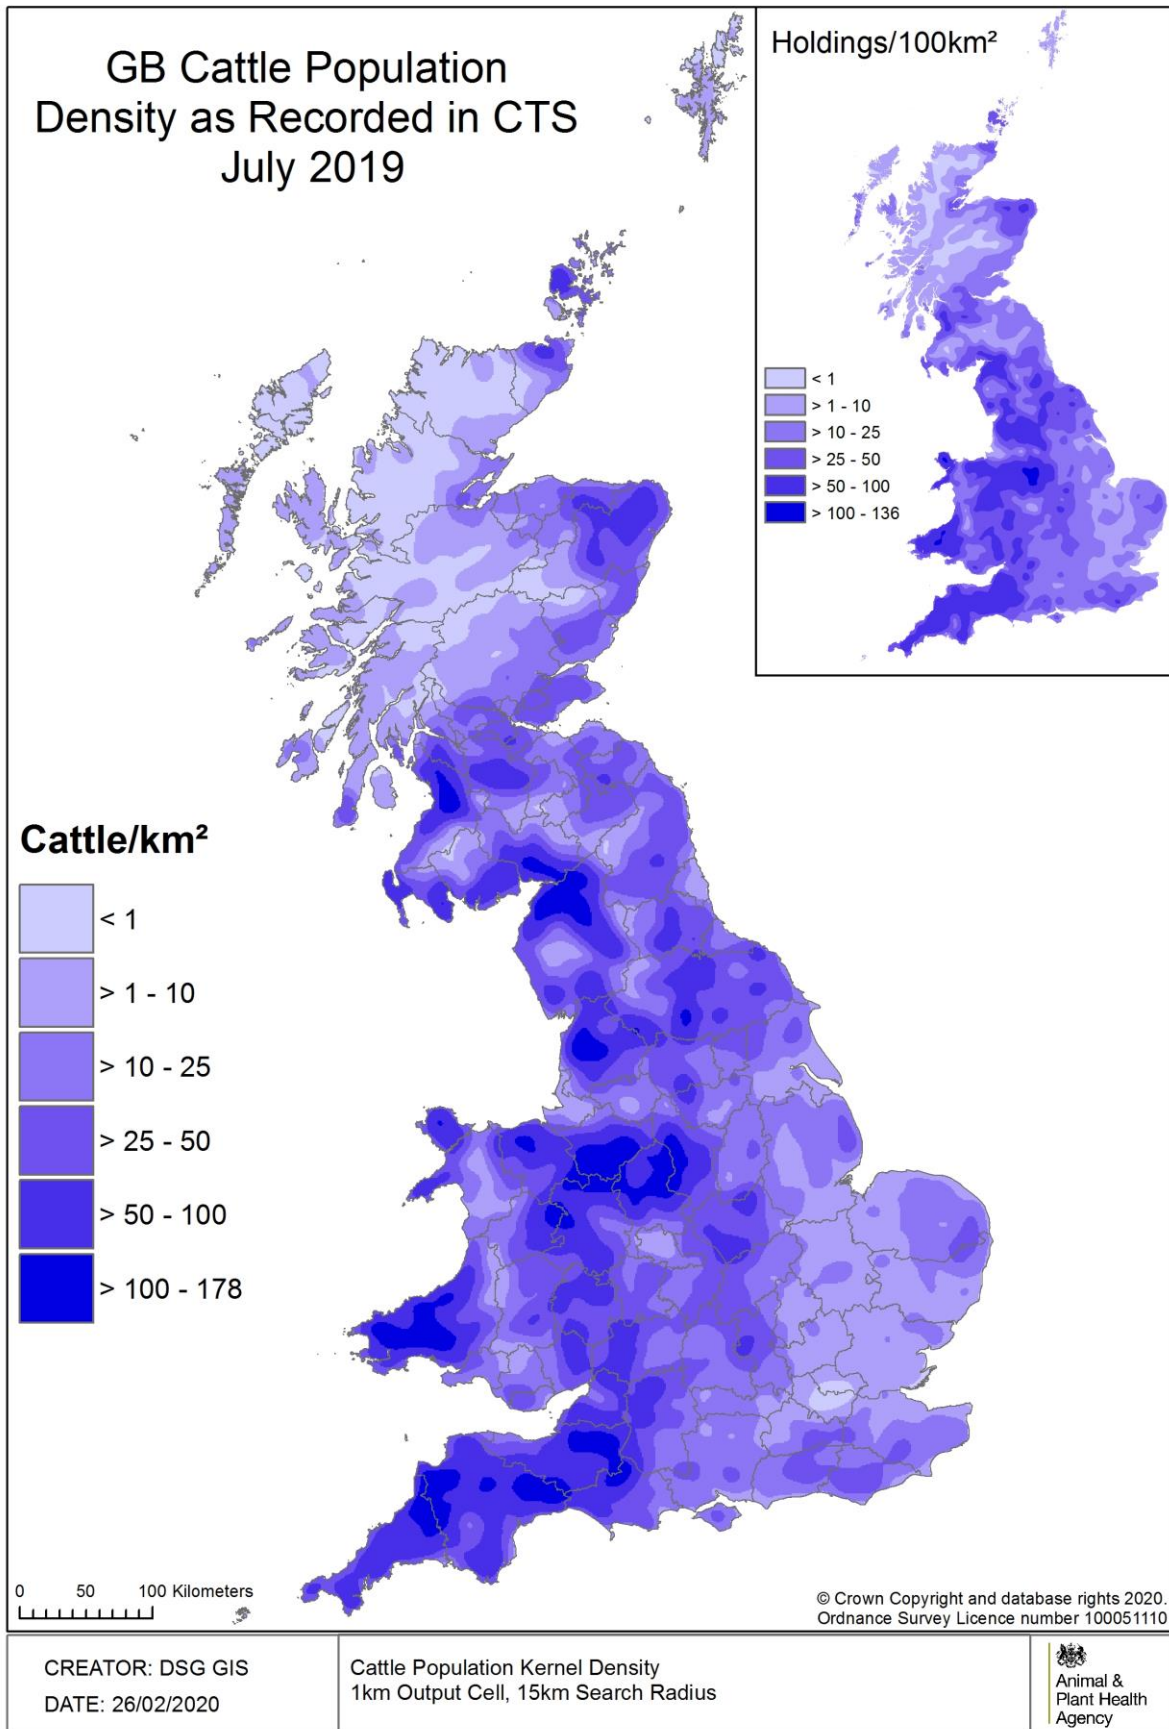 GB Cattle Population
Density as Recorded in CTS
July 2019
Holdings/100km²
< 1
> 1 - 10
> 10 - 25
> 25 - 50
> 50 - 100
> 100 - 136
Cattle/km²
< 1
> 1 - 10
> 10 - 25
> 25 - 50
> 50 - 100
> 100 - 178
0 50 100 Kilometers
© Crown Copyright and database rights 2020.
Ordnance Survey Licence number 100051110
CREATOR: DSG GIS
DATE: 26/02/2020
Cattle Population Kernel Density
1km Output Cell, 15km Search Radius
Animal &
Plant Health
Agency